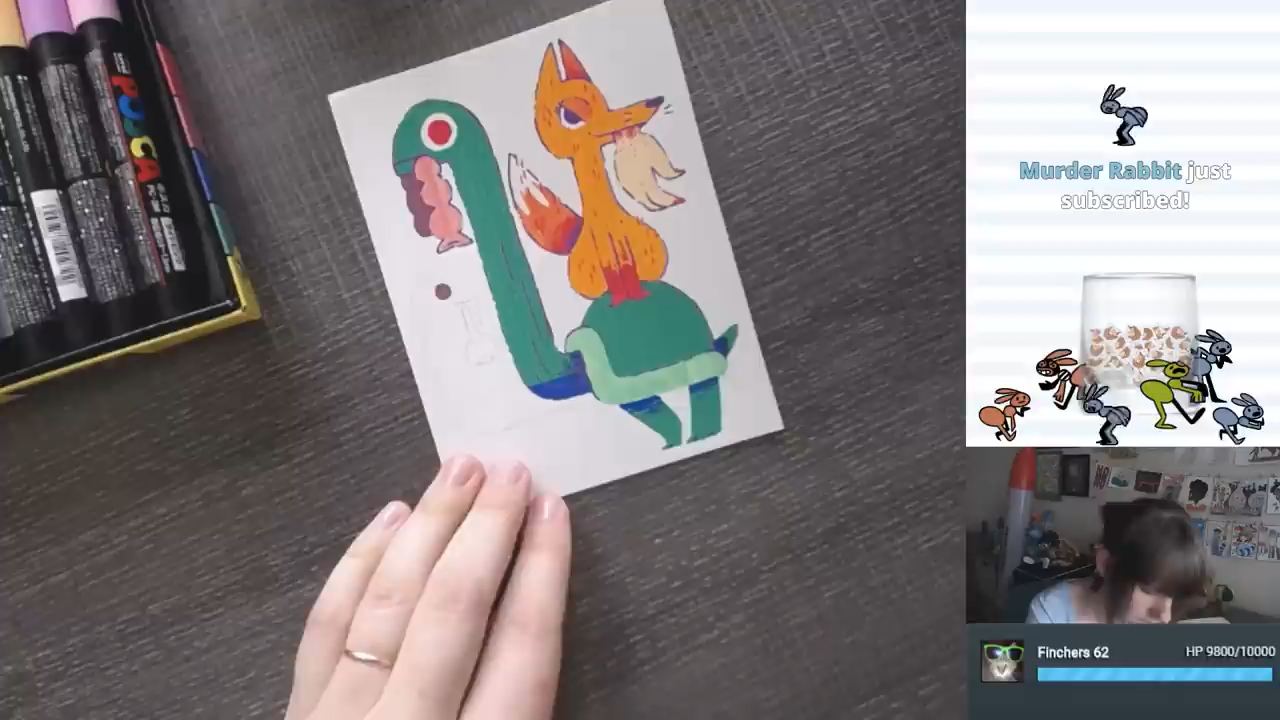 POSCA
Murder Rabbit just
subscribed!
Finchers 62
HP 9800/10000